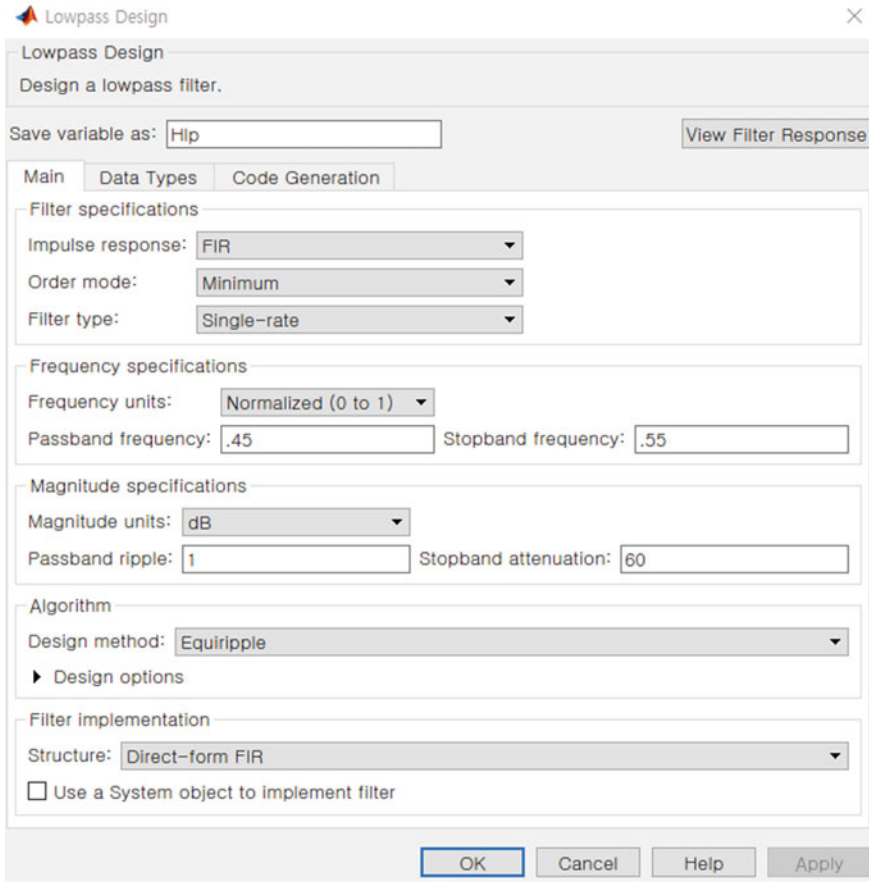 Lowpass Design
Lowpass Design
Design a lowpass filter.
Save variable as: Hlp View Filter Response
Main Data Types Code Generation
Filter specifications
Impulse response: FIR
Order mode: Minimum
Filter type: Single-rate
Frequency specifications
Frequency units: Normalized (0 to 1)
Passband frequency: .45 Stopband frequency: .55
Magnitude specifications
Magnitude units: dB
Passband ripple: 1 Stopband attenuation: 60
Algorithm
Design method: Equiripple
Design options
Filter implementation
Structure: Direct-form FIR
Use a System object to implement filter
OK Cancel Help Apply